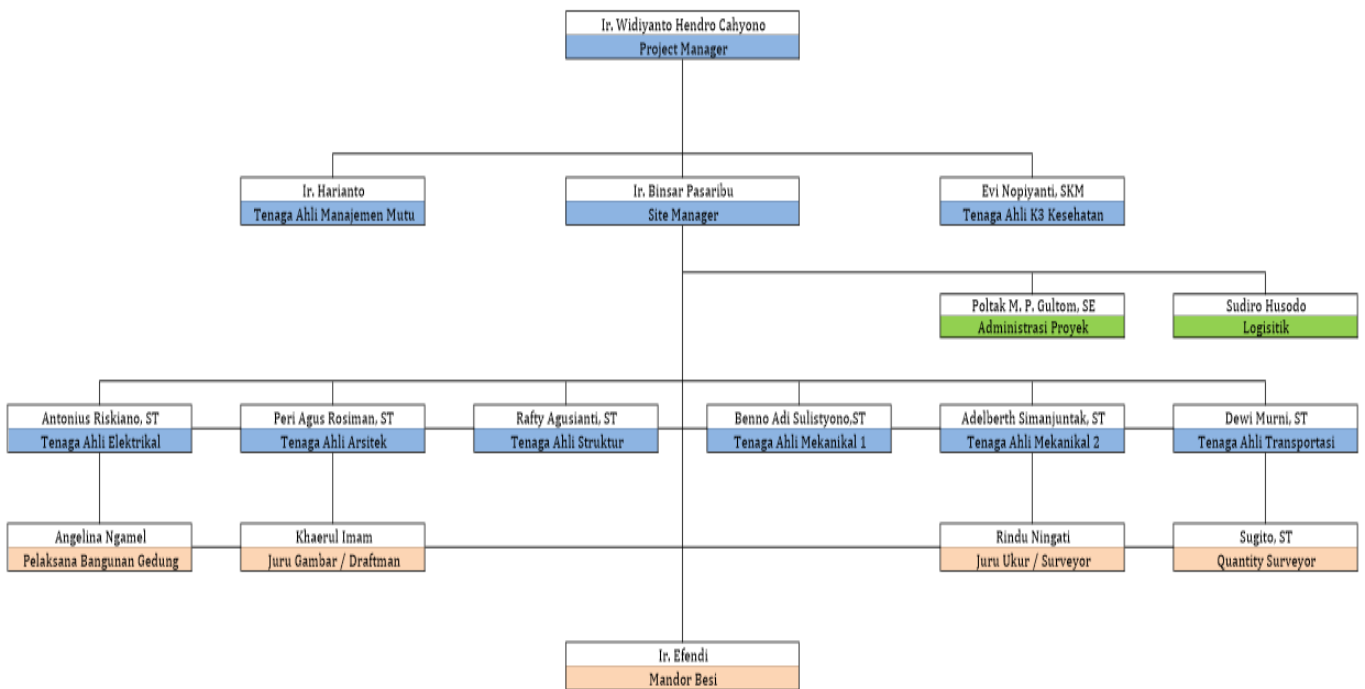 Ir. Widiyanto Hendro Cahyono
Project Manager
Ir. Harianto
Tenaga Ahli Manajemen Mutu
Ir. Binsar Pasaribu
Site Manager
Evi Nopiyanti, SKM
Tenaga Ahli K3 Kesehatan
Poltak M. P. Gultom, SE
Administrasi Proyek
Sudiro Husodo
Logisitik
Antonius Riskiano, ST
Tenaga Ahli Elektrikal
Peri Agus Rosiman, ST
Tenaga Ahli Arsitek
Rafty Agusianti, ST
Tenaga Ahli Struktur
Benno Adi Sulistyono,ST
Tenaga Ahli Mekanikal 1
Adelberth Simanjuntak, ST
Tenaga Ahli Mekanikal 2
Dewi Murni, ST
Tenaga Ahli Transportasi
Angelina Ngamel
Pelaksana Bangunan Gedung
Khaerul Imam
Juru Gambar / Draftman
Rindu Ningati
Juru Ukur / Surveyor
Sugito, ST
Quantity Surveyor
Ir. Efendi
Mandor Besi